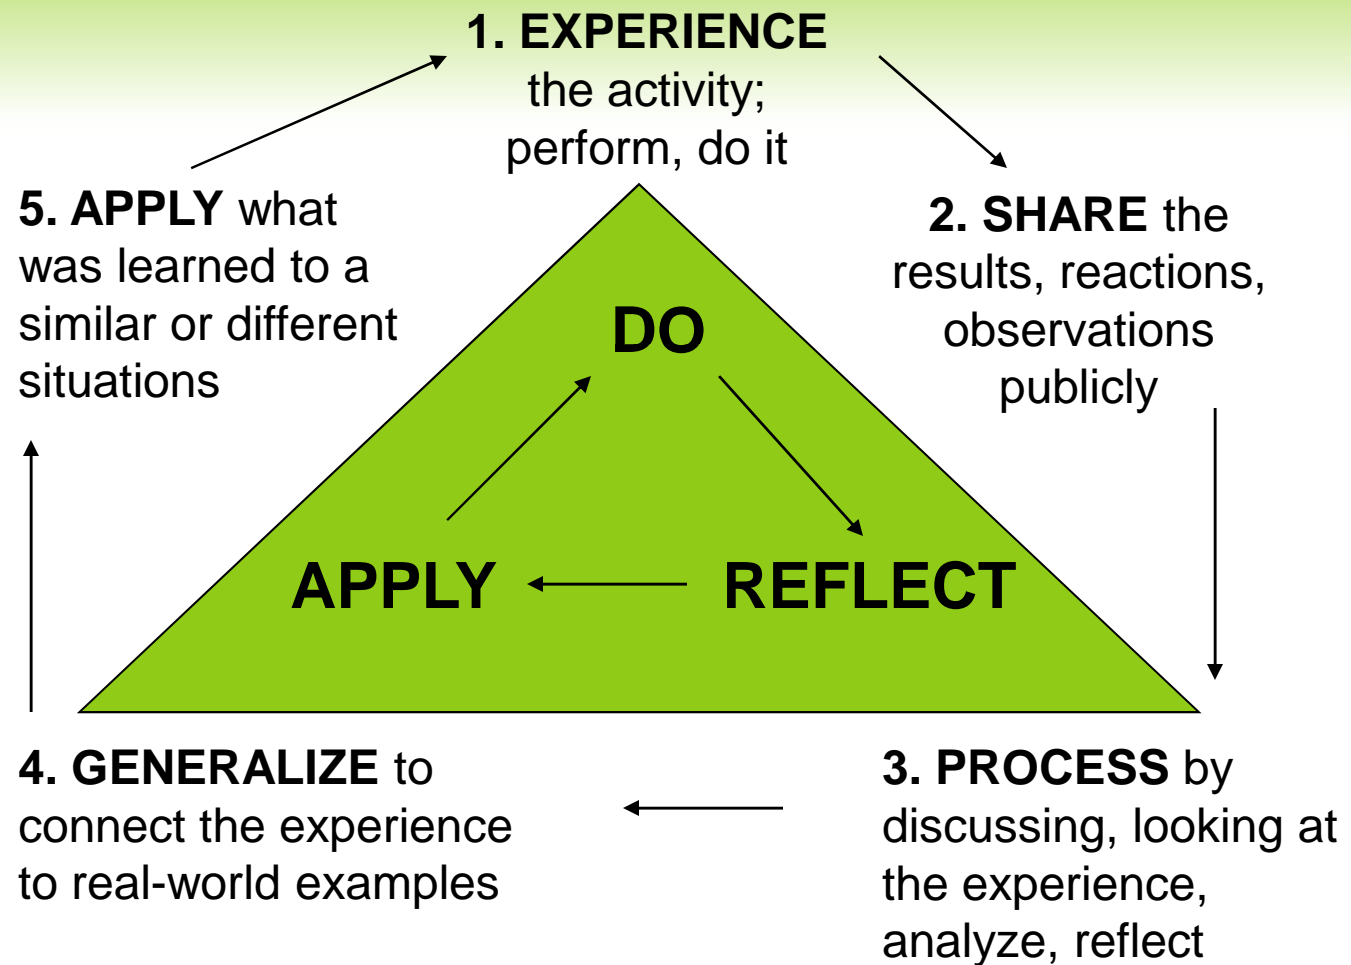 1. EXPERIENCE
the activity;
perform, do it
2. SHARE the
results, reactions,
observations
publicly
3. PROCESS by
discussing, looking at
the experience,
analyze, reflect
4. GENERALIZE to
connect the experience
to real-world examples
5. APPLY what
was learned to a
similar or different
situations
DO
REFLECT
APPLY